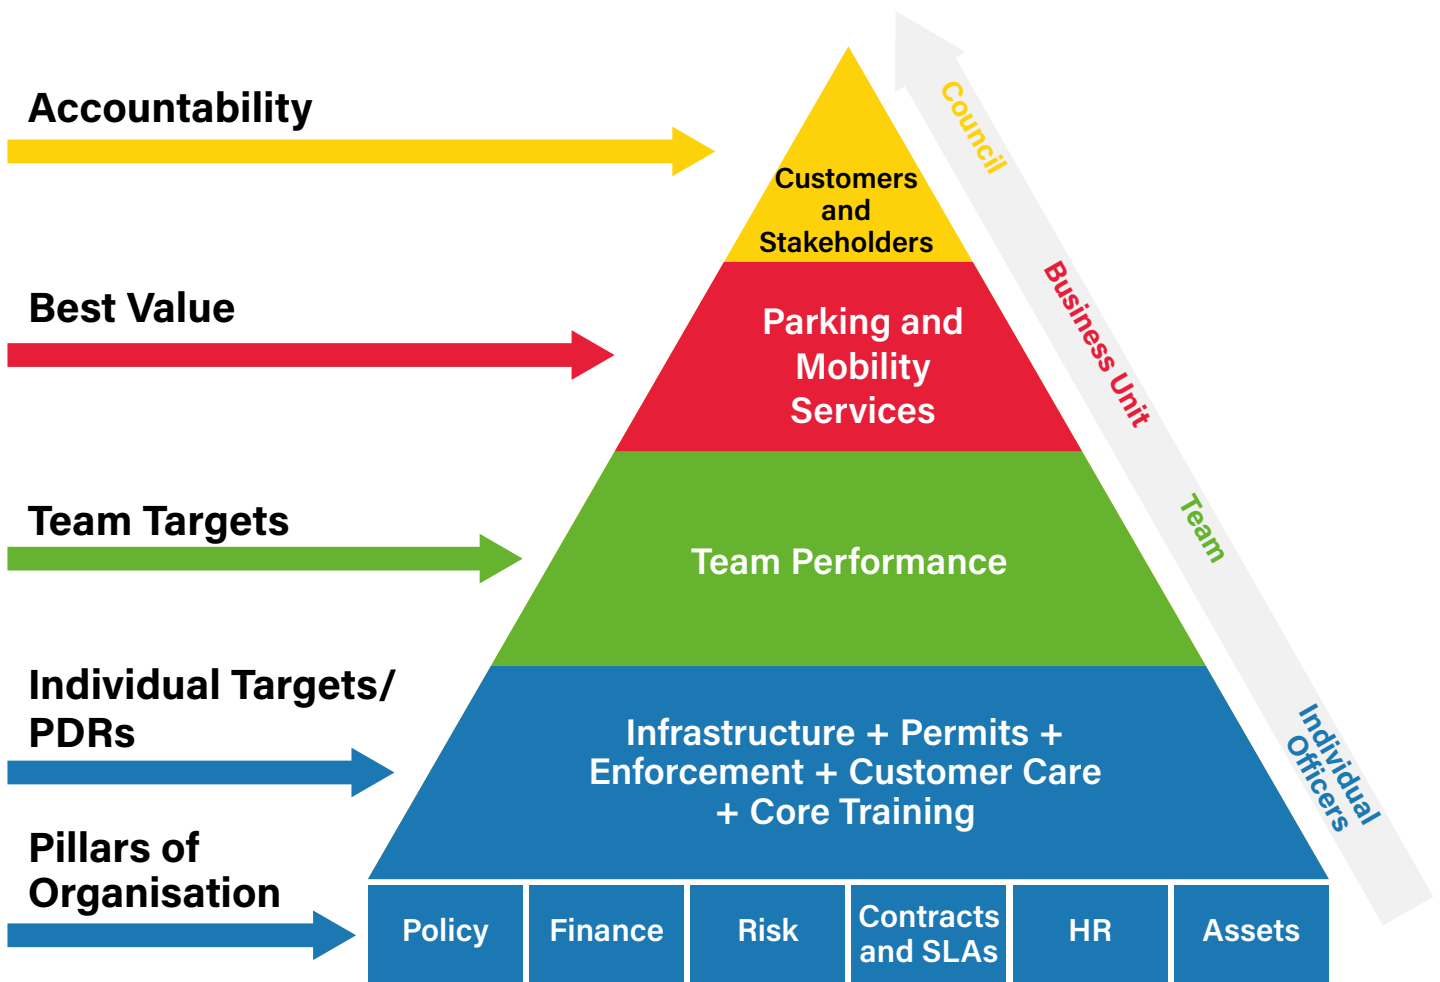 Accountability
Best Value
Team Targets
Individual Targets/
PDRs
Pillars of
Organisation
Customers
and
Stakeholders
Parking and
Mobility
Services
Team Performance
Infrastructure + Permits +
Enforcement + Customer Care
+ Core Training
Policy
Finance
Risk
Contracts
and SLAs
HR
Assets
Council
Business Unit
Team
Individual
Officers